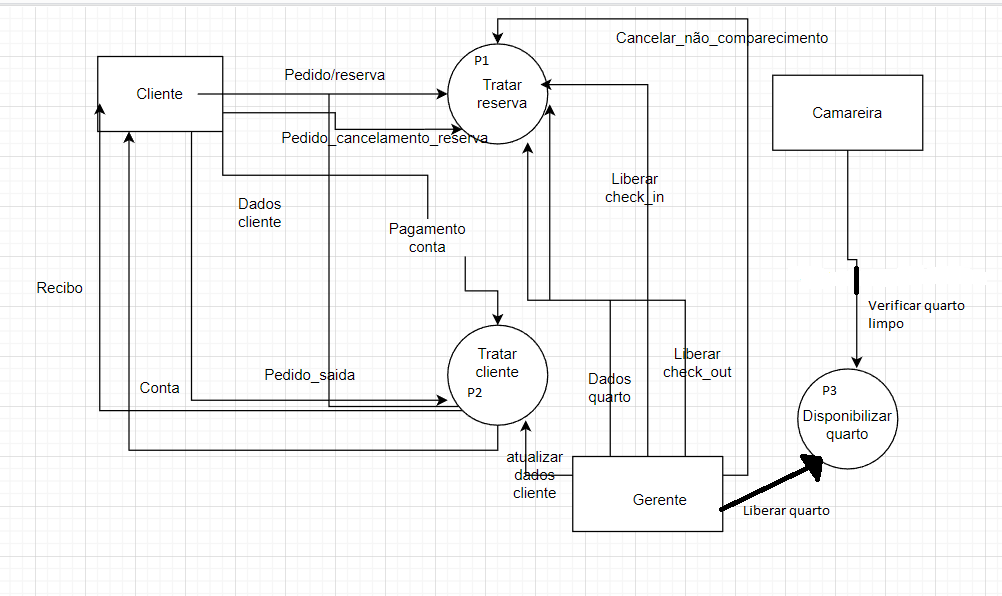 Cancelar_não_comparecimento
P1
Tratar
reserva
Pedido/reserva
Cliente
Camareira
Pedido_cancelamento_reserva
Liberar
check_in
Dados
cliente
Pagamento
conta
Recibo
Verificar quarto
limpo
Tratar
cliente
P2
Liberar
check_out
Pedido_saida
Conta
Dados
quarto
P3
Disponibilizar
quarto
atualizar
dados
cliente
Gerente
Liberar quarto